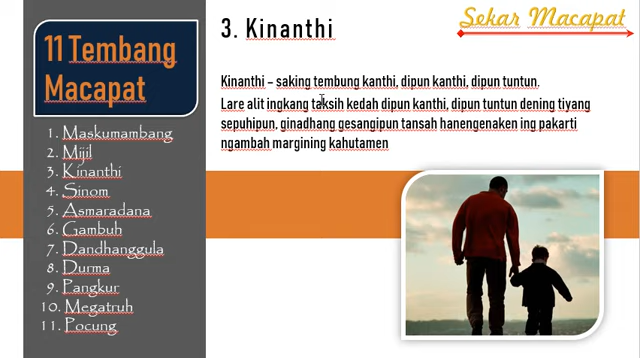 11 Tembang
Macapat
1. Maskumambang
2. Mijil
3. Kinanthi
4. Sinom
5. Asmaradana
6. Gambuh
7. Dandhanggula
8. Durma
9. Pangkur
10. Megatruh
11. Pocung
3. Kinanthi
Sekar Macapat
Kinanthi – saking tembung kanthi, dipun kanthi, dipun tuntun.
Lare alit ingkang taksih kedah dipun kanthi, dipun tuntun dening tiyang
sepuhipun, ginadhang gesangipun tansah hanengenaken ing pakarti
ngambah margining kahutamen